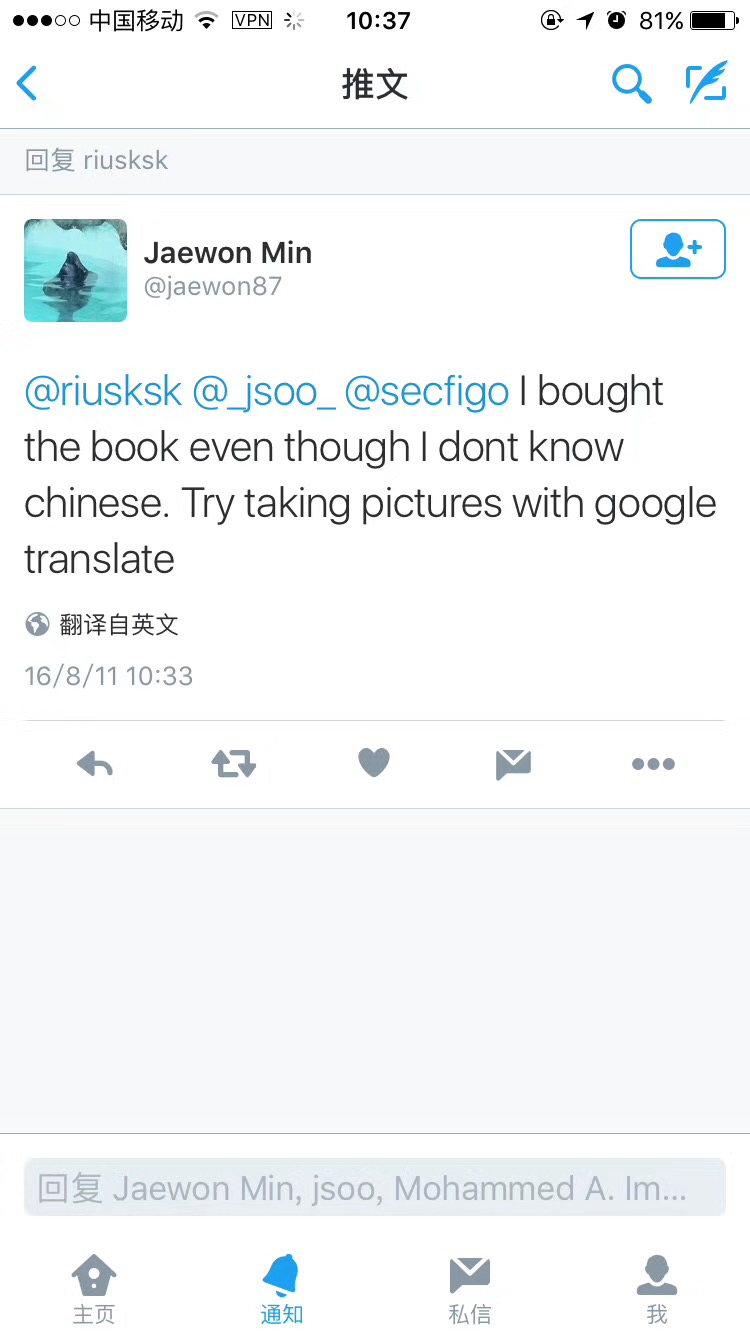 中国移动 VPN 10:37 81%
推文
回复 riusksk
Jaewon Min
@jaewon87
@riusksk @_jsoo_ @secfigo I bought
the book even though I dont know
chinese. Try taking pictures with google
translate
翻译自英文
16/8/11 10:33
回复 Jaewon Min, jsoo, Mohammed A. Im...
主页 通知 私信 我